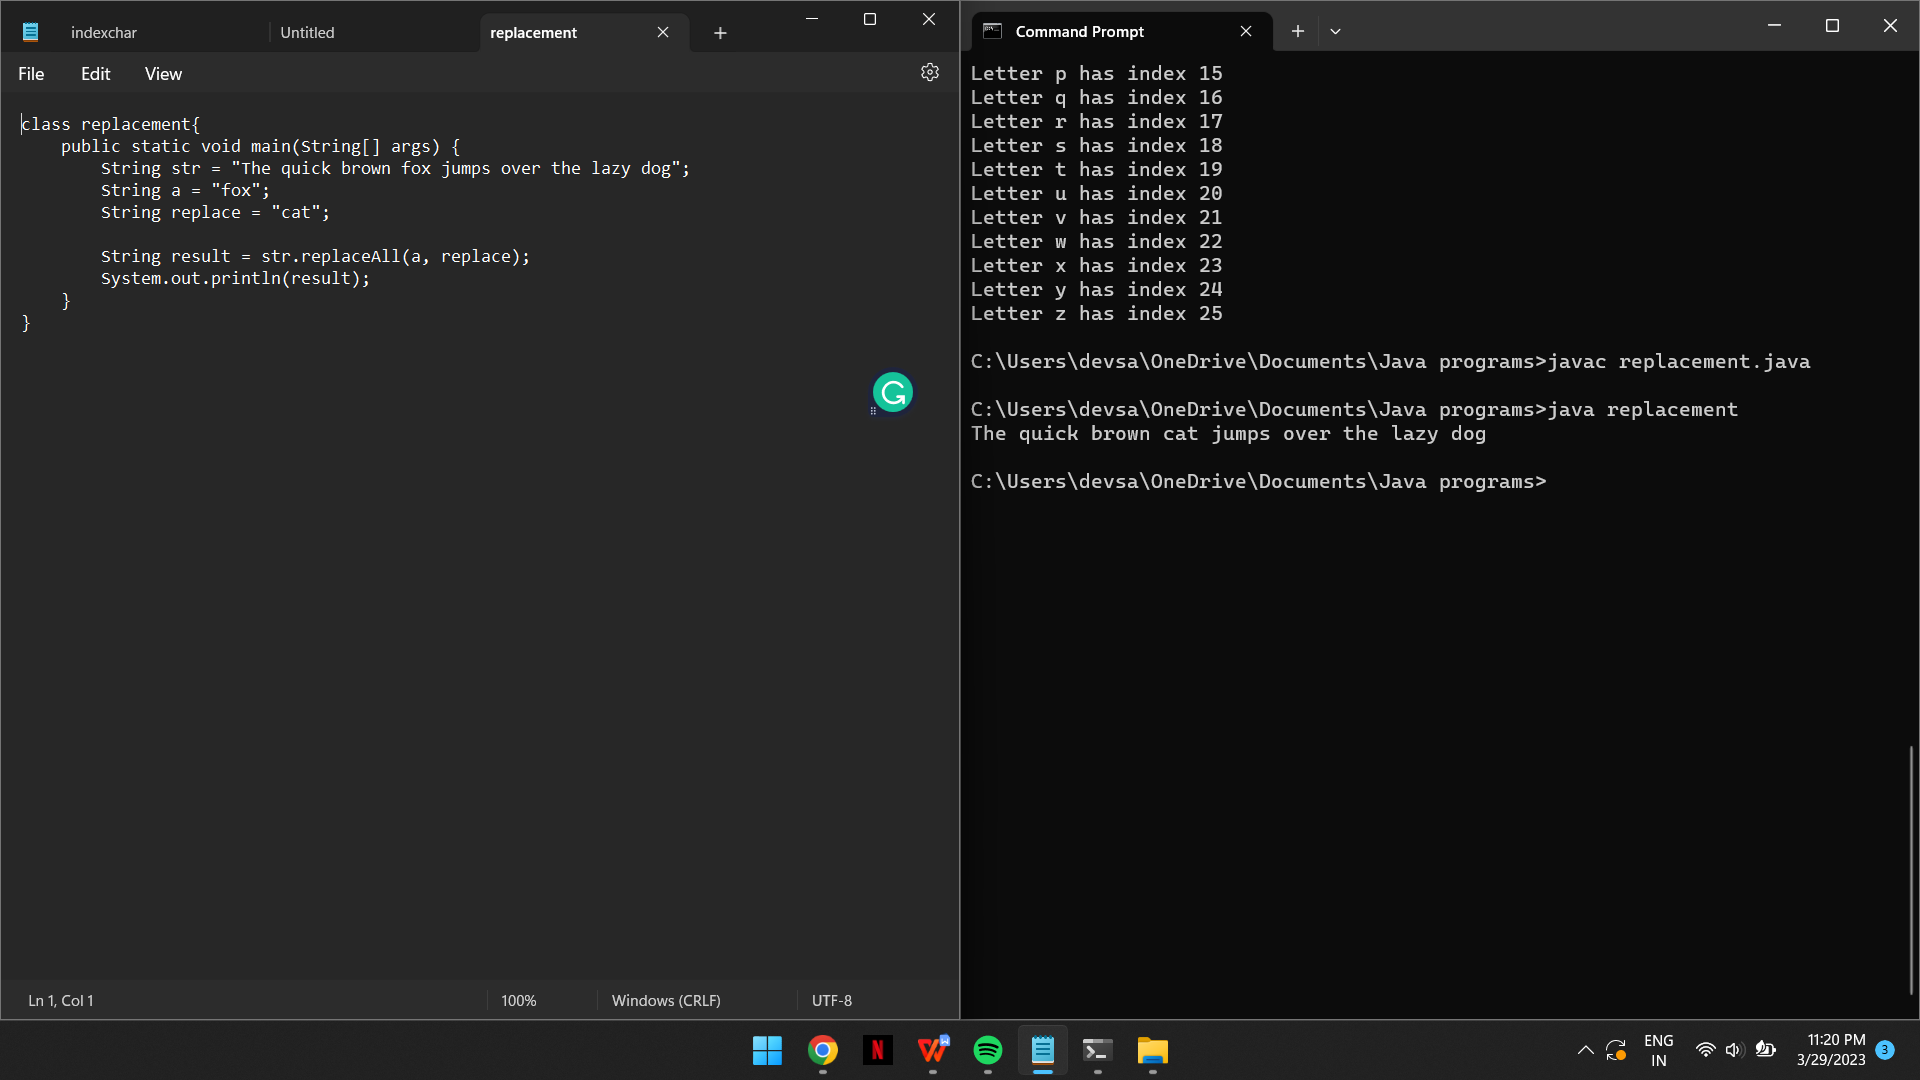 indexchar
Untitled
replacement
File Edit View
class replacement{
    public static void main(String[] args) {
        String str = "The quick brown fox jumps over the lazy dog";
        String a = "fox";
        String replace = "cat";

        String result = str.replaceAll(a, replace);
        System.out.println(result);
    }
}
Ln 1, Col 1 100% Windows (CRLF) UTF-8
Command Prompt
Letter p has index 15
Letter q has index 16
Letter r has index 17
Letter s has index 18
Letter t has index 19
Letter u has index 20
Letter v has index 21
Letter w has index 22
Letter x has index 23
Letter y has index 24
Letter z has index 25

C:\Users\devsa\OneDrive\Documents\Java programs>javac replacement.java

C:\Users\devsa\OneDrive\Documents\Java programs>java replacement
The quick brown cat jumps over the lazy dog

C:\Users\devsa\OneDrive\Documents\Java programs>
ENG
IN
11:20 PM
3/29/2023
3